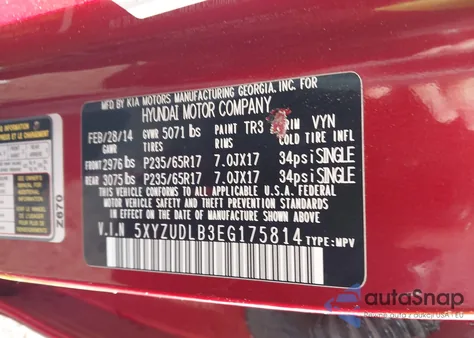 MFD BY KIA MOTORS MANUFACTURING GEORGIA, INC. FOR
HYUNDAI MOTOR COMPANY
FEB/28/14 GVWR 5071 lbs PAINT TR3 TRIM VYN
GAWR TIRES RIMS COLD TIRE INFL
FRONT 2976 lbs P235/65R17 7.0JX17 34psi SINGLE
REAR 3075 lbs P235/65R17 7.0JX17 34psi SINGLE
THIS VEHICLE CONFORMS TO ALL APPLICABLE U.S.A. FEDERAL
MOTOR VEHICLE SAFETY STANDARDS IN EFFECT ON
THE DATE OF MANUFACTURE SHOWN ABOVE
V.I.N 5XYZUDLB3EG175814 TYPE: MPV
Z670
autoSnap